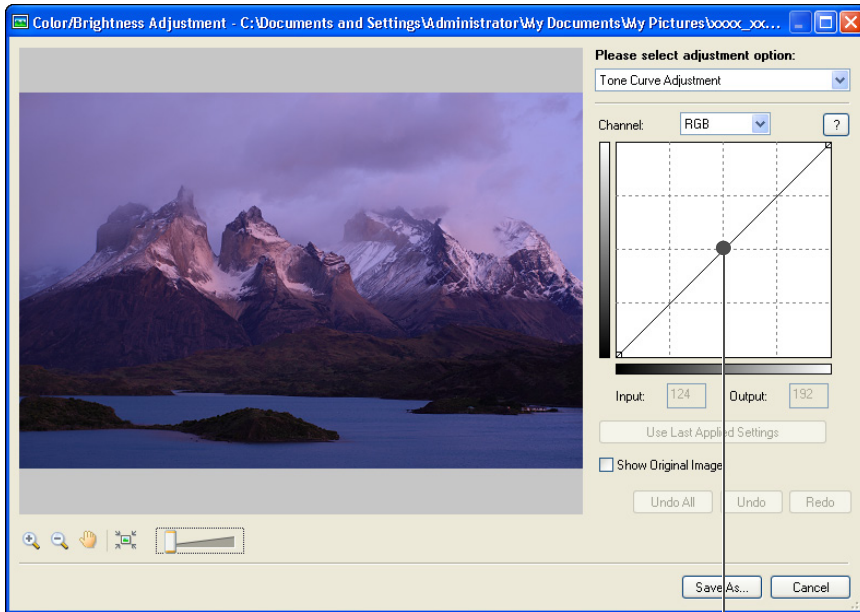 Color/Brightness Adjustment - C:\Documents and Settings\Administrator\My Documents\My Pictures\xxxx_xx...
Please select adjustment option:
Tone Curve Adjustment
Channel: RGB ?
Input: 124 Output: 192
Use Last Applied Settings
Show Original Image
Undo All Undo Redo
Save As... Cancel